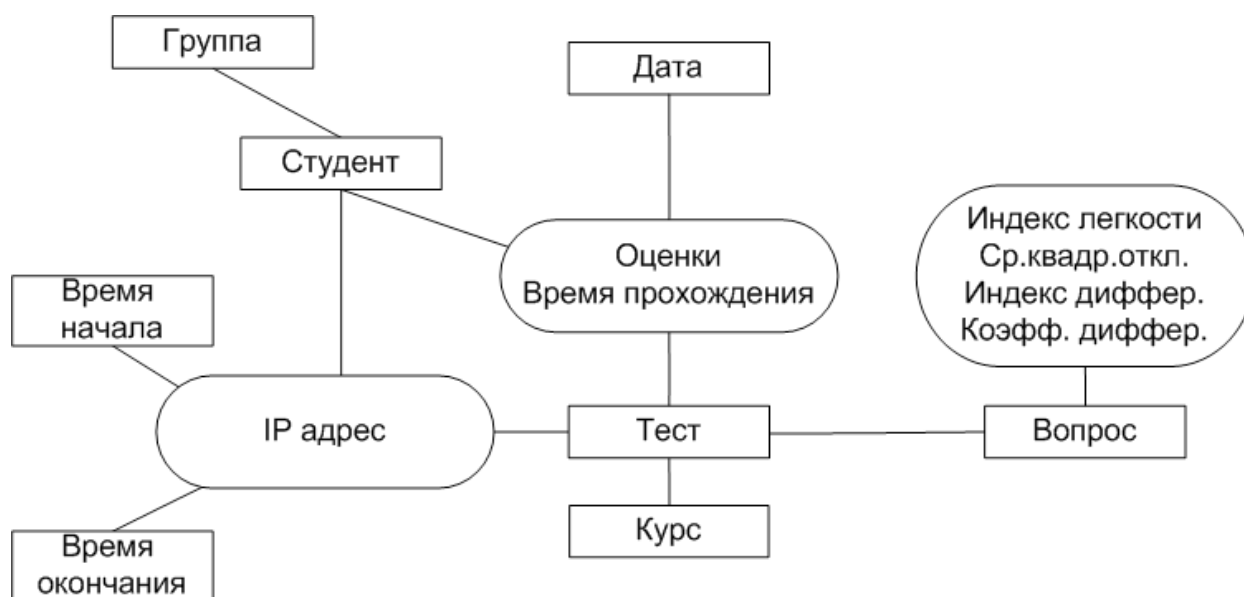 Группа
Дата
Студент
Индекс легкости
Ср.квадр.откл.
Индекс диффер.
Коэфф. диффер.
Оценки
Время прохождения
Время
начала
IP адрес
Тест
Вопрос
Курс
Время
окончания